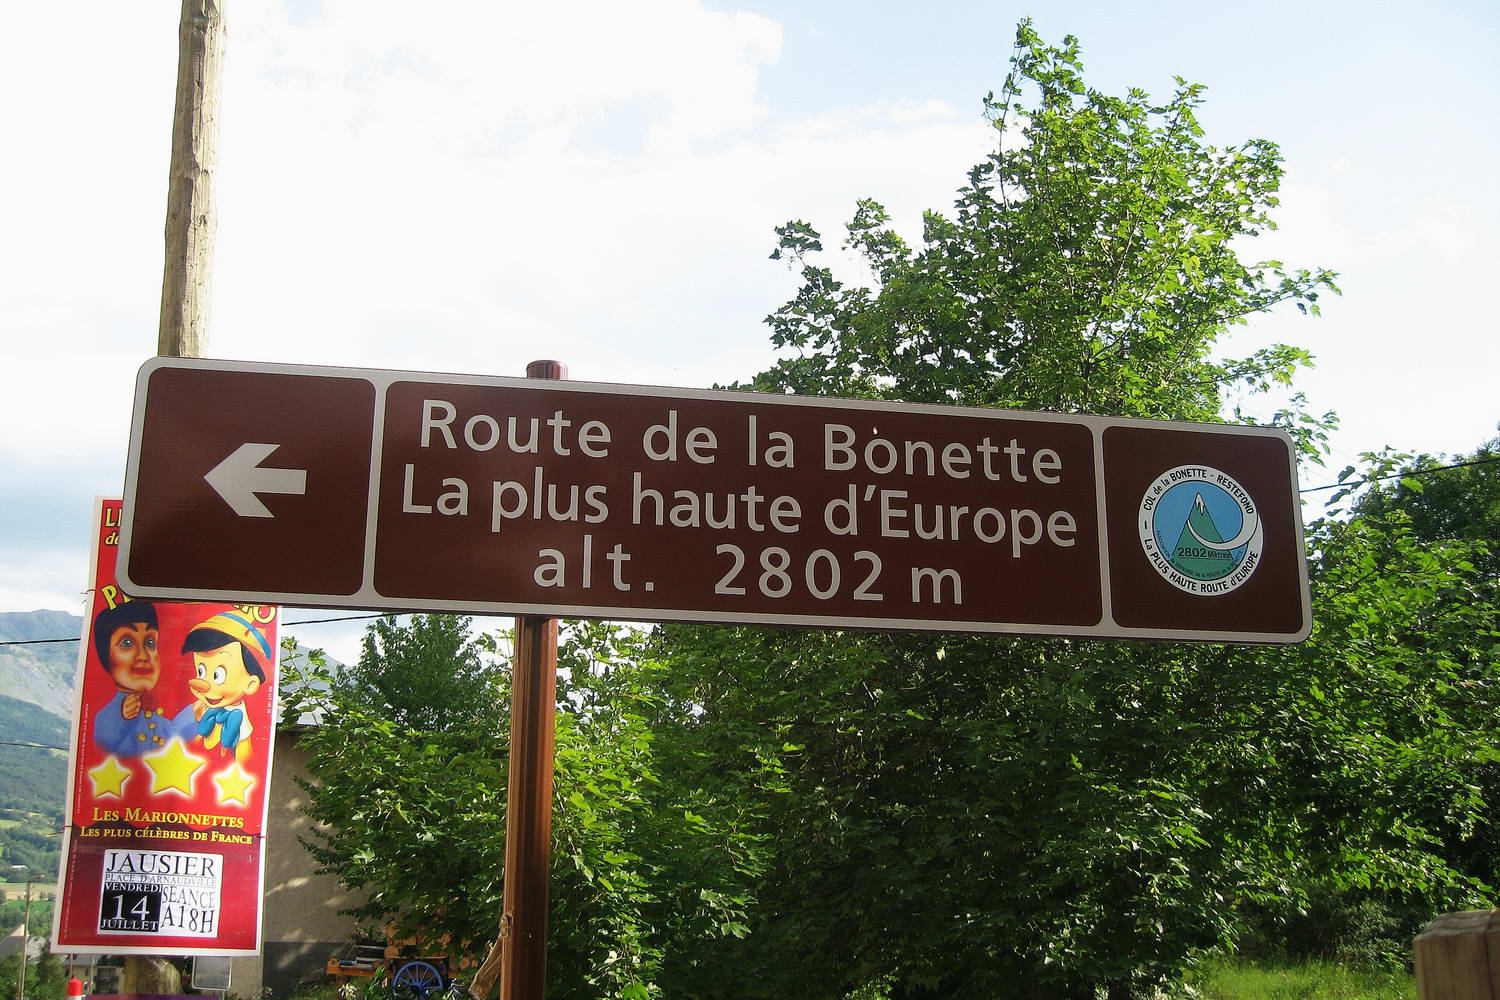 Route de la Bonette
La plus haute d'Europe
alt. 2802 m
COL de la BONETTE - RESTEFOND
2802 Mètres
La PLUS HAUTE ROUTE d'EUROPE
LES MARIONNETTES
LES PLUS CÉLÈBRES DE FRANCE
JAUSIER
PLACE D'ARNAUDVILLE
VENDREDI
14
JUILLET
SEANCE
A18H